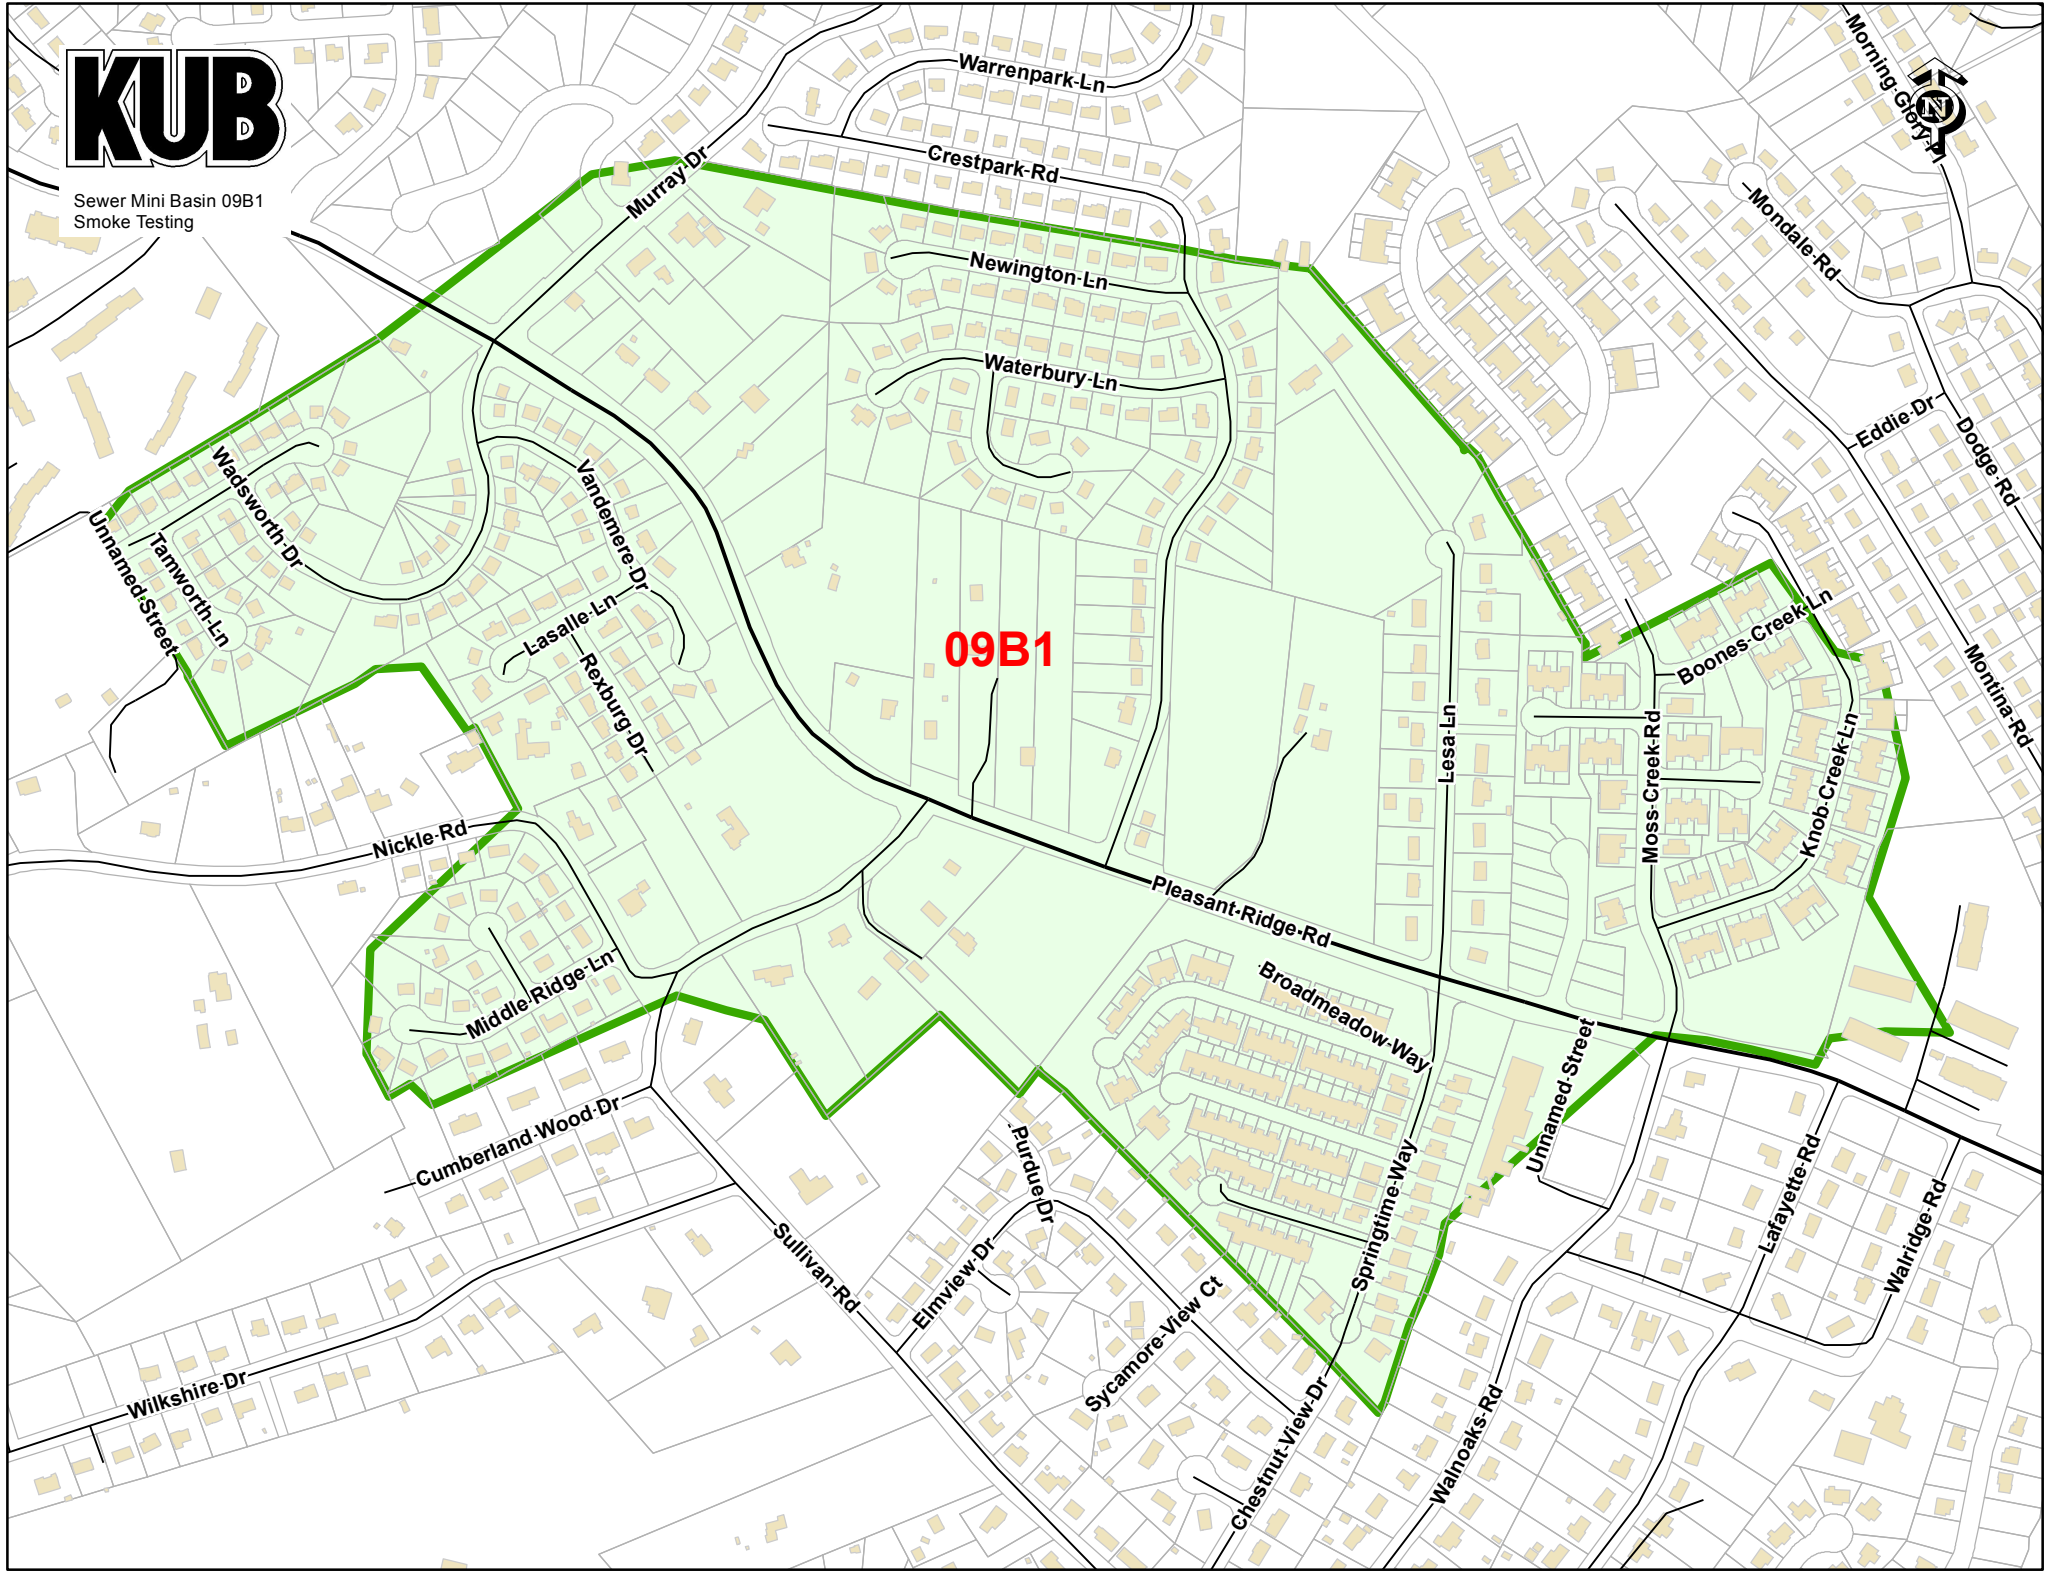 KUB
Sewer Mini Basin 09B1
Smoke Testing
N
Morning Glory Pl
Warrenpark Ln
Crestpark Rd
Murray Dr
Mondale Rd
Newington Ln
Waterbury Ln
Eddie Dr
Dodge Rd
Wadsworth Dr
Vandemere Dr
Unnamed Street
Tamworth Ln
Lasalle Ln
Rexburg Dr
09B1
Boones Creek Ln
Montina Rd
Lesa Ln
Moss Creek Rd
Knob Creek Ln
Nickle Rd
Pleasant Ridge Rd
Middle Ridge Ln
Broadmeadow Way
Unnamed Street
Cumberland Wood Dr
Purdue Dr
Springtime Way
Lafayette Rd
Walridge Rd
Sullivan Rd
Elmview Dr
Sycamore View Ct
Wilkshire Dr
Chestnut View Dr
Walnoaks Rd